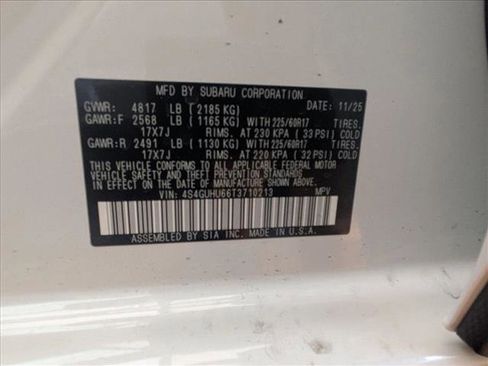 MFD BY SUBARU CORPORATION
GVWR: 4817 LB (2185 KG) DATE: 11/25
GAWR:F 2568 LB (1165 KG) WITH 225/60R17 TIRES,
17X7J RIMS, AT 230 KPA (33 PSI) COLD
GAWR:R 2491 LB (1130 KG) WITH 225/60R17 TIRES,
17X7J RIMS, AT 220 KPA (32 PSI) COLD
THIS VEHICLE CONFORMS TO ALL APPLICABLE FEDERAL MOTOR
VEHICLE SAFETY AND THEFT PREVENTION STANDARDS IN
EFFECT ON THE DATE OF MANUFACTURE SHOWN ABOVE.
VIN: 4S4GUHU66T3710213 MPV
ASSEMBLED BY SIA INC. IN U.S.A.